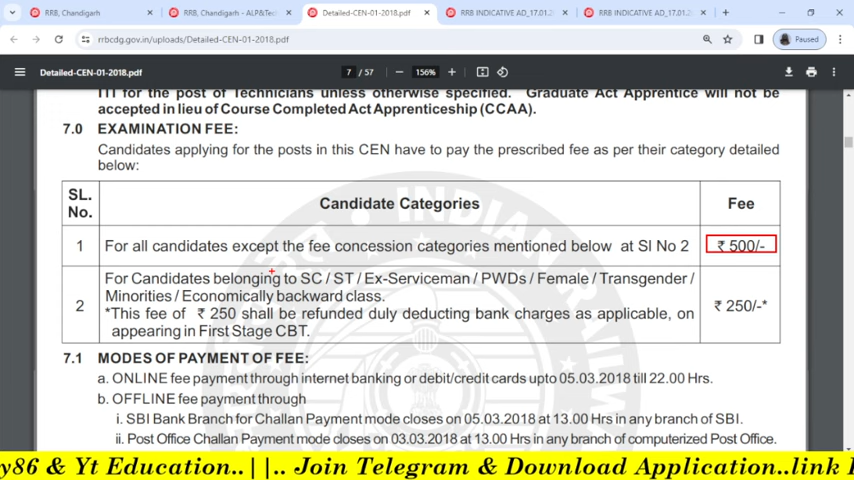 RRB, Chandigarh
RRB, Chandigarh - ALP&Tech
Detailed-CEN-01-2018.pdf
RRB INDICATIVE AD_17.01.2
RRB INDICATIVE AD_17.01.20
rrbcdg.gov.in/uploads/Detailed-CEN-01-2018.pdf
Paused
Detailed-CEN-01-2018.pdf
7 / 57
156%
ITI for the post of Technicians unless otherwise specified. Graduate Act Apprentice will not be
accepted in lieu of Course Completed Act Apprenticeship (CCAA).
7.0 EXAMINATION FEE:
Candidates applying for the posts in this CEN have to pay the prescribed fee as per their category detailed
below:
SL. No.
Candidate Categories
Fee
1
For all candidates except the fee concession categories mentioned below at Sl No 2
₹ 500/-
2
For Candidates belonging to SC / ST / Ex-Serviceman / PWDs / Female / Transgender /
Minorities / Economically backward class.
*This fee of ₹ 250 shall be refunded duly deducting bank charges as applicable, on
appearing in First Stage CBT.
₹ 250/-*
7.1 MODES OF PAYMENT OF FEE:
a. ONLINE fee payment through internet banking or debit/credit cards upto 05.03.2018 till 22.00 Hrs.
b. OFFLINE fee payment through
i. SBI Bank Branch for Challan Payment mode closes on 05.03.2018 at 13.00 Hrs in any branch of SBI.
ii. Post Office Challan Payment mode closes on 03.03.2018 at 13.00 Hrs in any branch of computerized Post Office.
INDIAN RAILW
y86 & Yt Education..||.. Join Telegram & Download Application..link